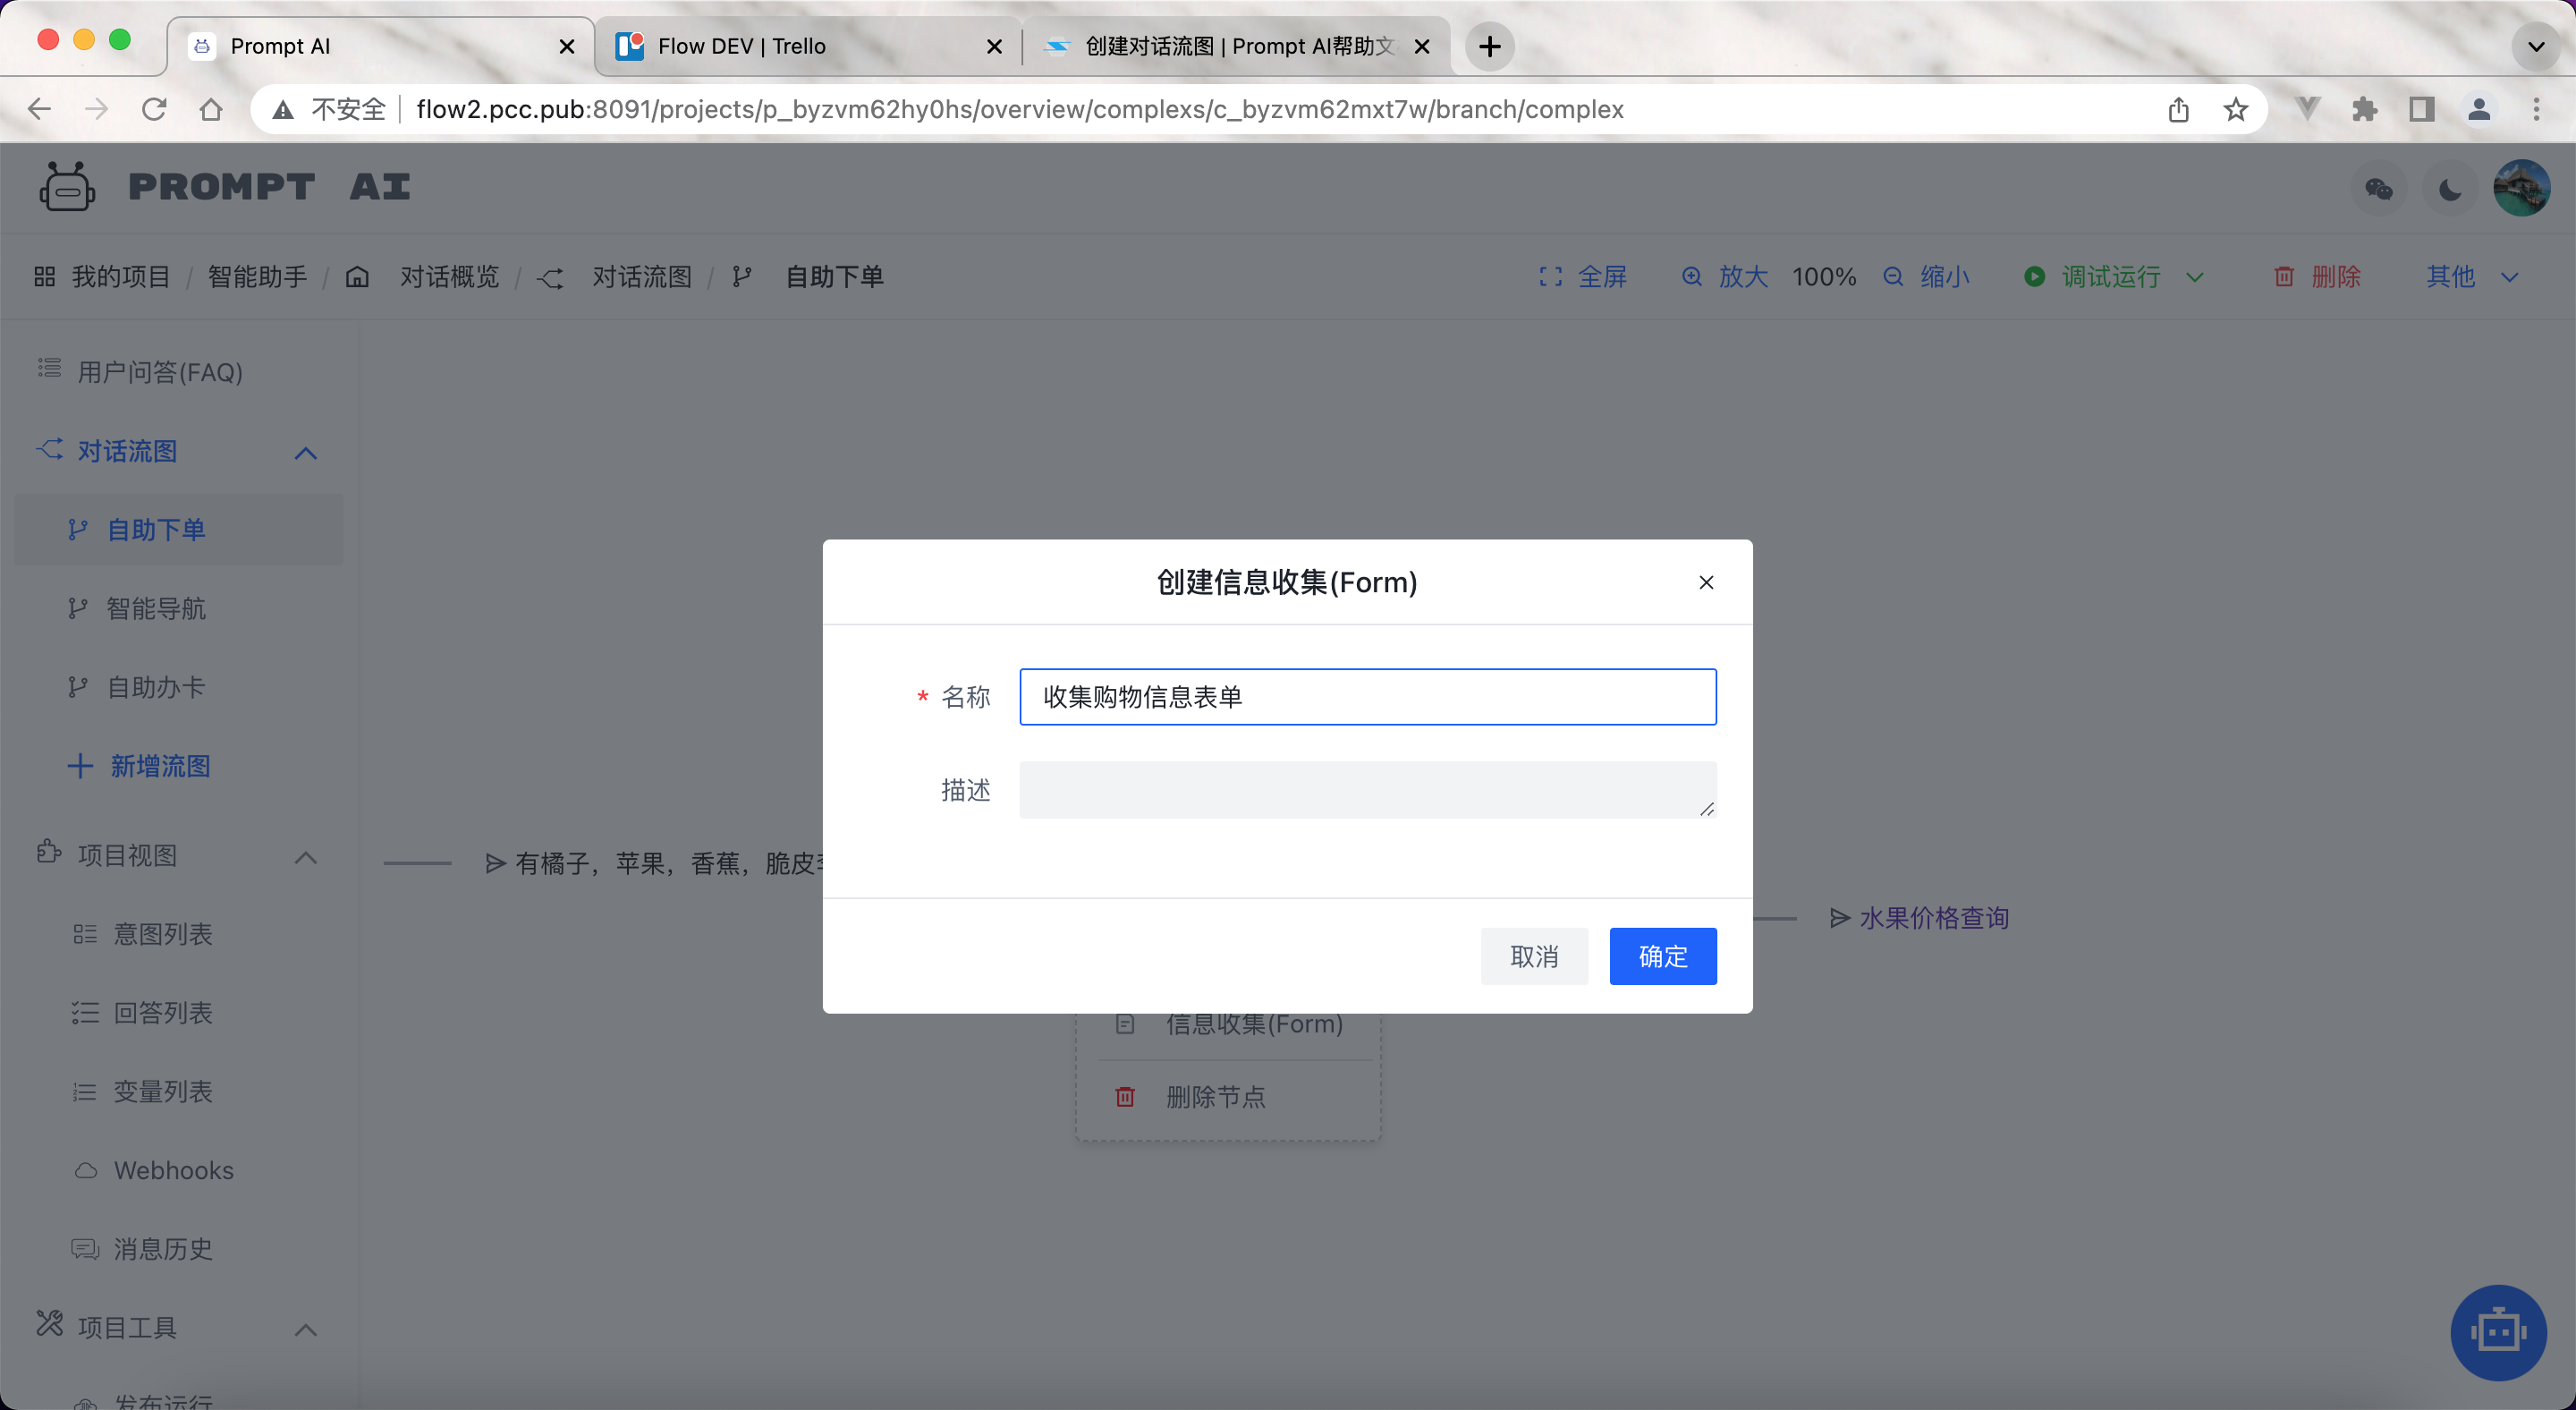 Prompt AI
Flow DEV | Trello
创建对话流图 | Prompt AI帮助文
不安全
flow2.pcc.pub:8091/projects/p_byzvm62hy0hs/overview/complexs/c_byzvm62mxt7w/branch/complex
PROMPT AI
我的项目 / 智能助手 / 对话概览 / 对话流图 / 自助下单
全屏 放大 100% 缩小 调试运行 删除 其他
用户问答(FAQ)
对话流图
自助下单
智能导航
自助办卡
新增流图
项目视图
意图列表
回答列表
变量列表
Webhooks
消息历史
项目工具
发布运行
有橘子，苹果，香蕉，脆皮
创建信息收集(Form)
* 名称
收集购物信息表单
描述
取消
确定
水果价格查询
信息收集(Form)
删除节点